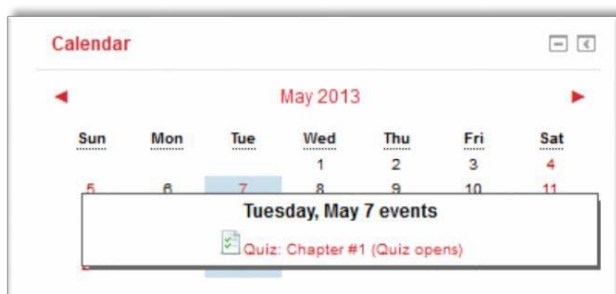 Calendar
May 2013
Sun Mon Tue Wed Thu Fri Sat
1 2 3 4
5 6 7 8 9 10 11
Tuesday, May 7 events
Quiz: Chapter #1 (Quiz opens)